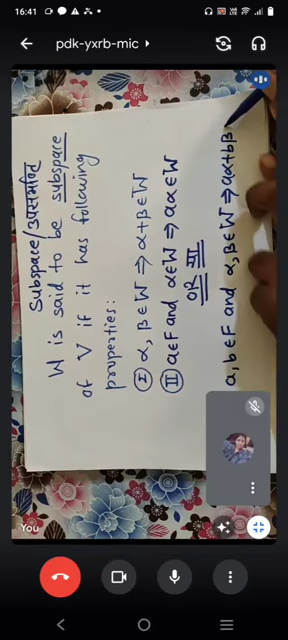 16:41
pdk-yxrb-mic
Subspace/उपसमष्टि
W is said to be subspace
of V if it has following
properties:
I α, β ∈ W ⇒ α+β ∈ W
II a ∈ F and α ∈ W ⇒ aα ∈ W
OR या
a, b ∈ F and α, β ∈ W ⇒ aα+bβ
You